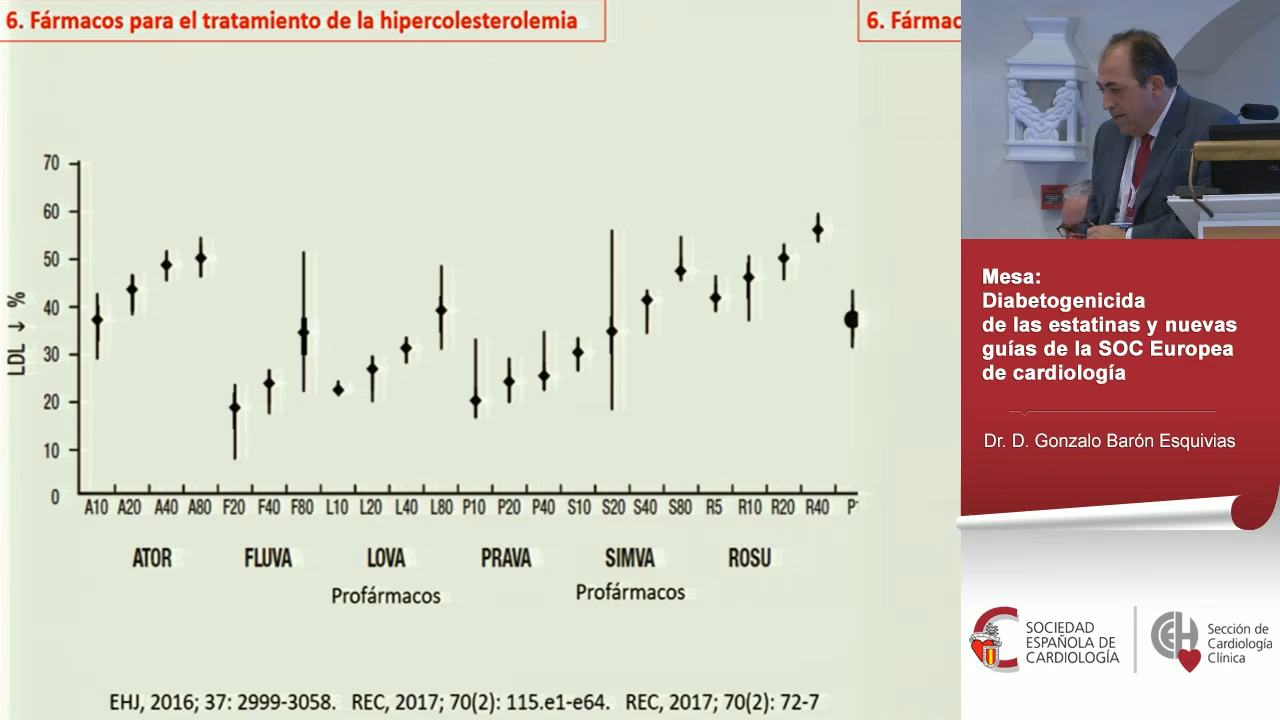 6. Fármacos para el tratamiento de la hipercolesterolemia
6. Fármac
LDL ↓ %
70
60
50
40
30
20
10
0
A10 A20 A40 A80 F20 F40 F80 L10 L20 L40 L80 P10 P20 P40 S10 S20 S40 S80 R5 R10 R20 R40 P1
ATOR FLUVA LOVA PRAVA SIMVA ROSU
Profármacos Profármacos
EHJ, 2016; 37: 2999-3058. REC, 2017; 70(2): 115.e1-e64. REC, 2017; 70(2): 72-7
Mesa:
Diabetogenicida
de las estatinas y nuevas
guías de la SOC Europea
de cardiología
Dr. D. Gonzalo Barón Esquivias
SOCIEDAD
ESPAÑOLA DE
CARDIOLOGÍA
Sección de
Cardiología
Clínica